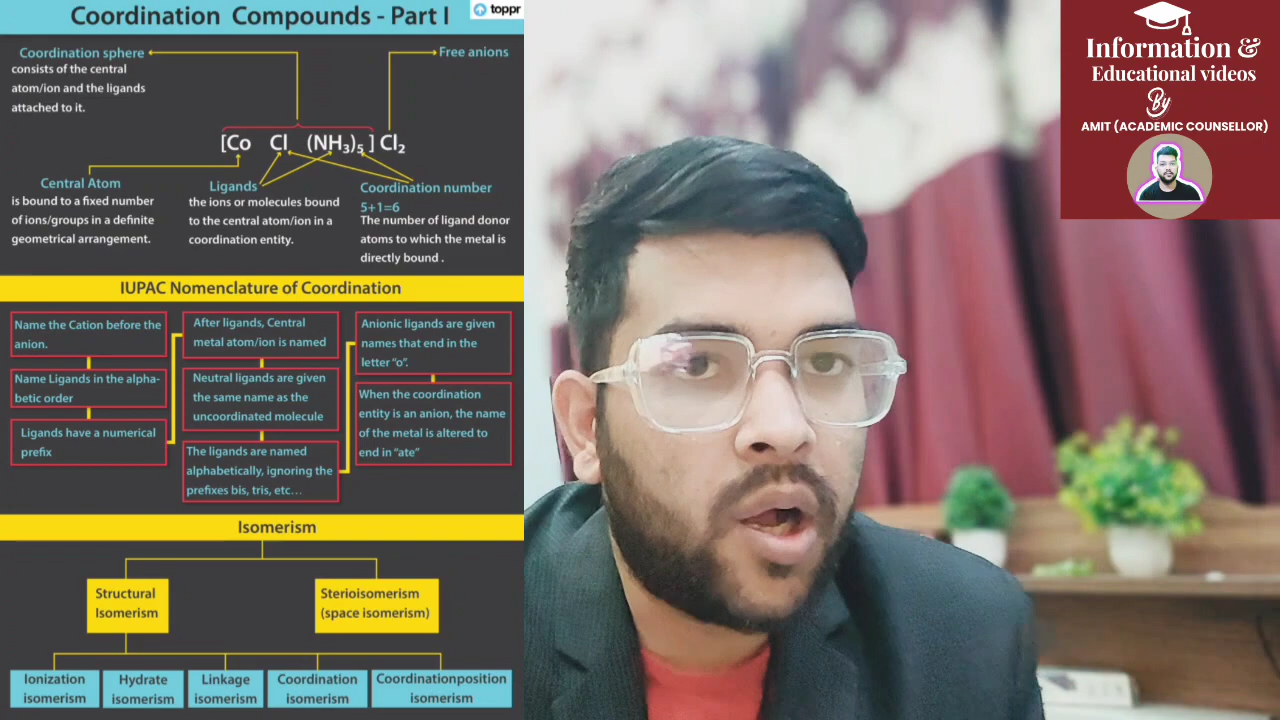 Coordination Compounds - Part I
toppr
Coordination sphere
consists of the central
atom/ion and the ligands
attached to it.
Free anions
[Co Cl (NH₃)₅ ] Cl₂
Central Atom
is bound to a fixed number
of ions/groups in a definite
geometrical arrangement.
Ligands
the ions or molecules bound
to the central atom/ion in a
coordination entity.
Coordination number
5+1=6
The number of ligand donor
atoms to which the metal is
directly bound .
IUPAC Nomenclature of Coordination
Name the Cation before the
anion.
Name Ligands in the alpha-
betic order
Ligands have a numerical
prefix
After ligands, Central
metal atom/ion is named
Neutral ligands are given
the same name as the
uncoordinated molecule
The ligands are named
alphabetically, ignoring the
prefixes bis, tris, etc...
Anionic ligands are given
names that end in the
letter “o”.
When the coordination
entity is an anion, the name
of the metal is altered to
end in “ate”
Isomerism
Structural
Isomerism
Sterioisomerism
(space isomerism)
Ionization
isomerism
Hydrate
isomerism
Linkage
isomerism
Coordination
isomerism
Coordinationposition
isomerism
Information &
Educational videos
By
AMIT (ACADEMIC COUNSELLOR)